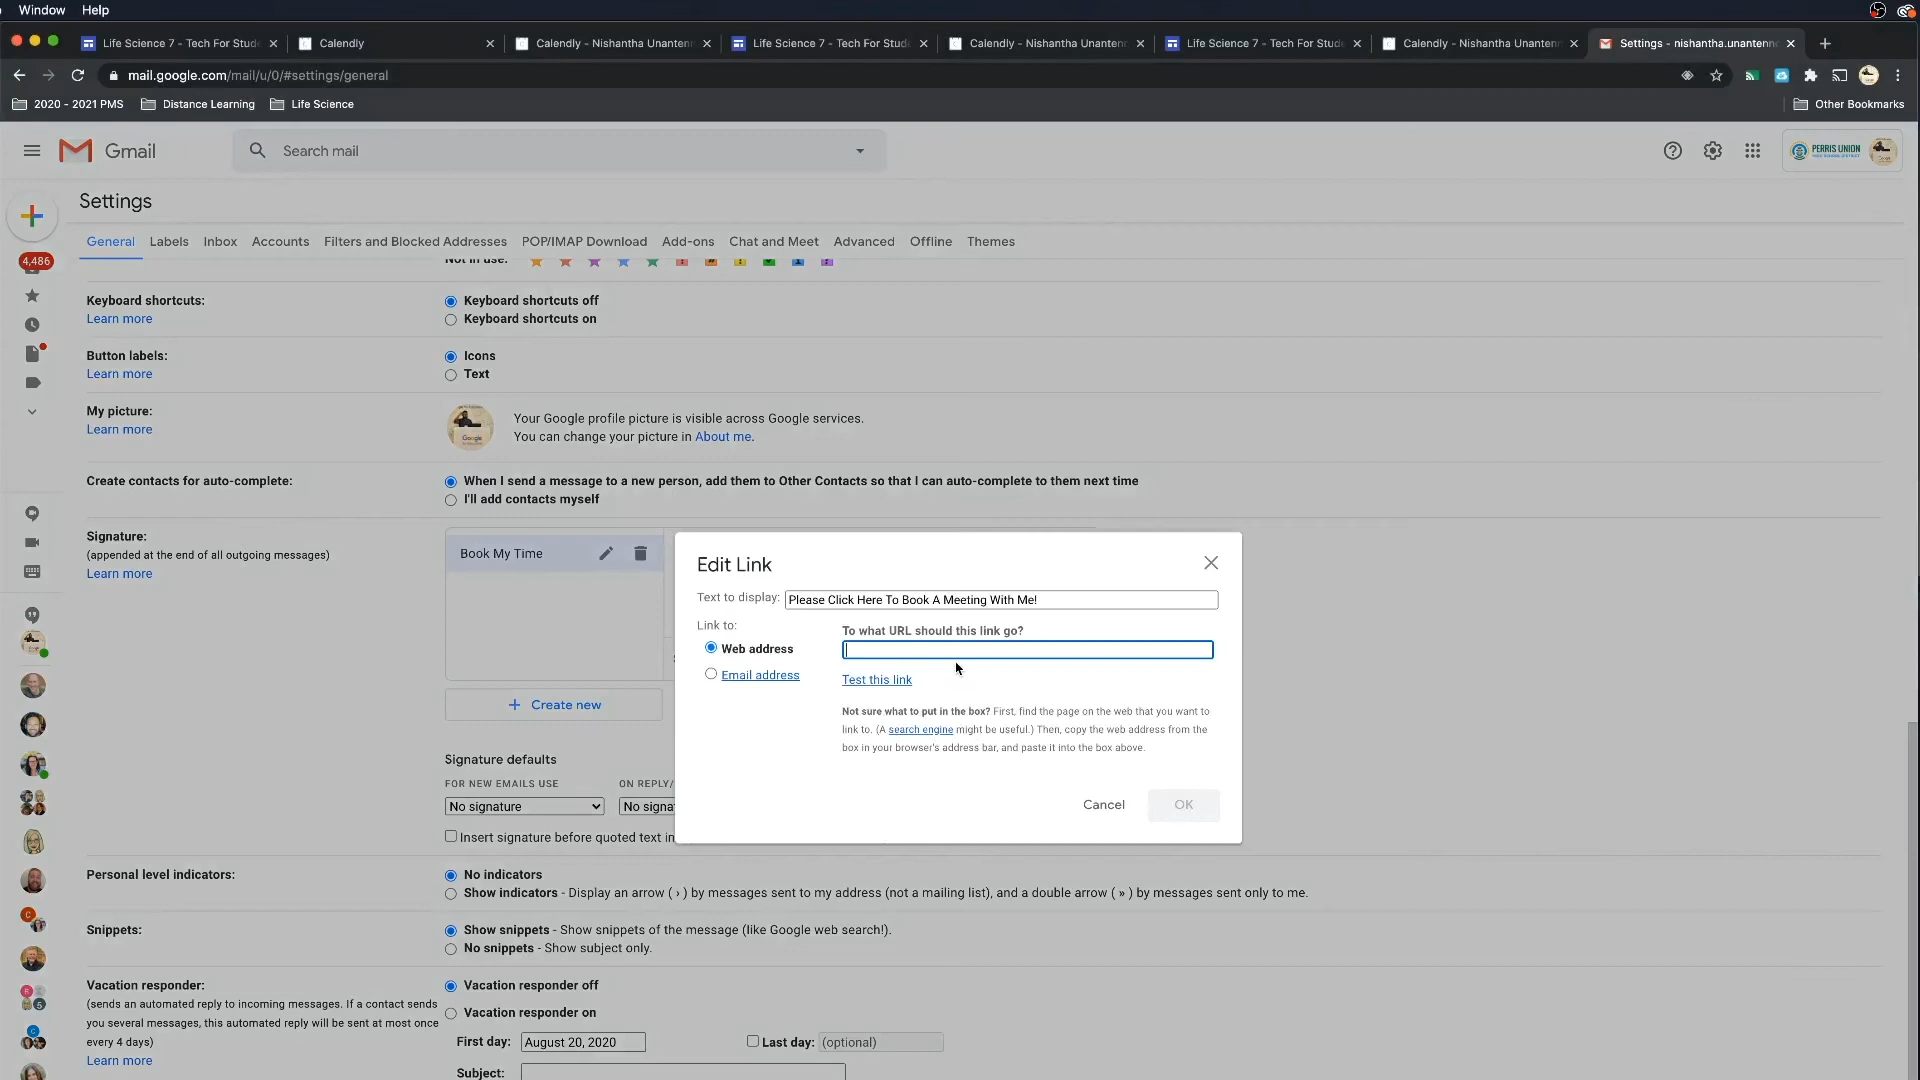 Window Help
Life Science 7 - Tech For Stude
Calendly
Calendly - Nishantha Unanten
Life Science 7 - Tech For Stude
Calendly - Nishantha Unanten
Life Science 7 - Tech For Stude
Calendly - Nishantha Unanten
Settings - nishantha.unantenne
mail.google.com/mail/u/0/#settings/general
2020 - 2021 PMS
Distance Learning
Life Science
Other Bookmarks
Gmail
Search mail
PERRIS UNION
Settings
General Labels Inbox Accounts Filters and Blocked Addresses POP/IMAP Download Add-ons Chat and Meet Advanced Offline Themes
4,486
Not in use:
Keyboard shortcuts:
Learn more
Keyboard shortcuts off
Keyboard shortcuts on
Button labels:
Learn more
Icons
Text
My picture:
Learn more
Google
Your Google profile picture is visible across Google services.
You can change your picture in About me.
Create contacts for auto-complete:
When I send a message to a new person, add them to Other Contacts so that I can auto-complete to them next time
I'll add contacts myself
Signature:
(appended at the end of all outgoing messages)
Learn more
Book My Time
Create new
Edit Link
Text to display: Please Click Here To Book A Meeting With Me!
Link to:
Web address
Email address
To what URL should this link go?
Test this link
Not sure what to put in the box? First, find the page on the web that you want to
link to. (A search engine might be useful.) Then, copy the web address from the
box in your browser's address bar, and paste it into the box above.
Cancel OK
Signature defaults
FOR NEW EMAILS USE
ON REPLY/
No signature
No signa
Insert signature before quoted text in
Personal level indicators:
No indicators
Show indicators - Display an arrow ( › ) by messages sent to my address (not a mailing list), and a double arrow ( » ) by messages sent only to me.
Snippets:
Show snippets - Show snippets of the message (like Google web search!).
No snippets - Show subject only.
Vacation responder:
(sends an automated reply to incoming messages. If a contact sends
you several messages, this automated reply will be sent at most once
every 4 days)
Learn more
Vacation responder off
Vacation responder on
First day: August 20, 2020
Last day: (optional)
Subject: